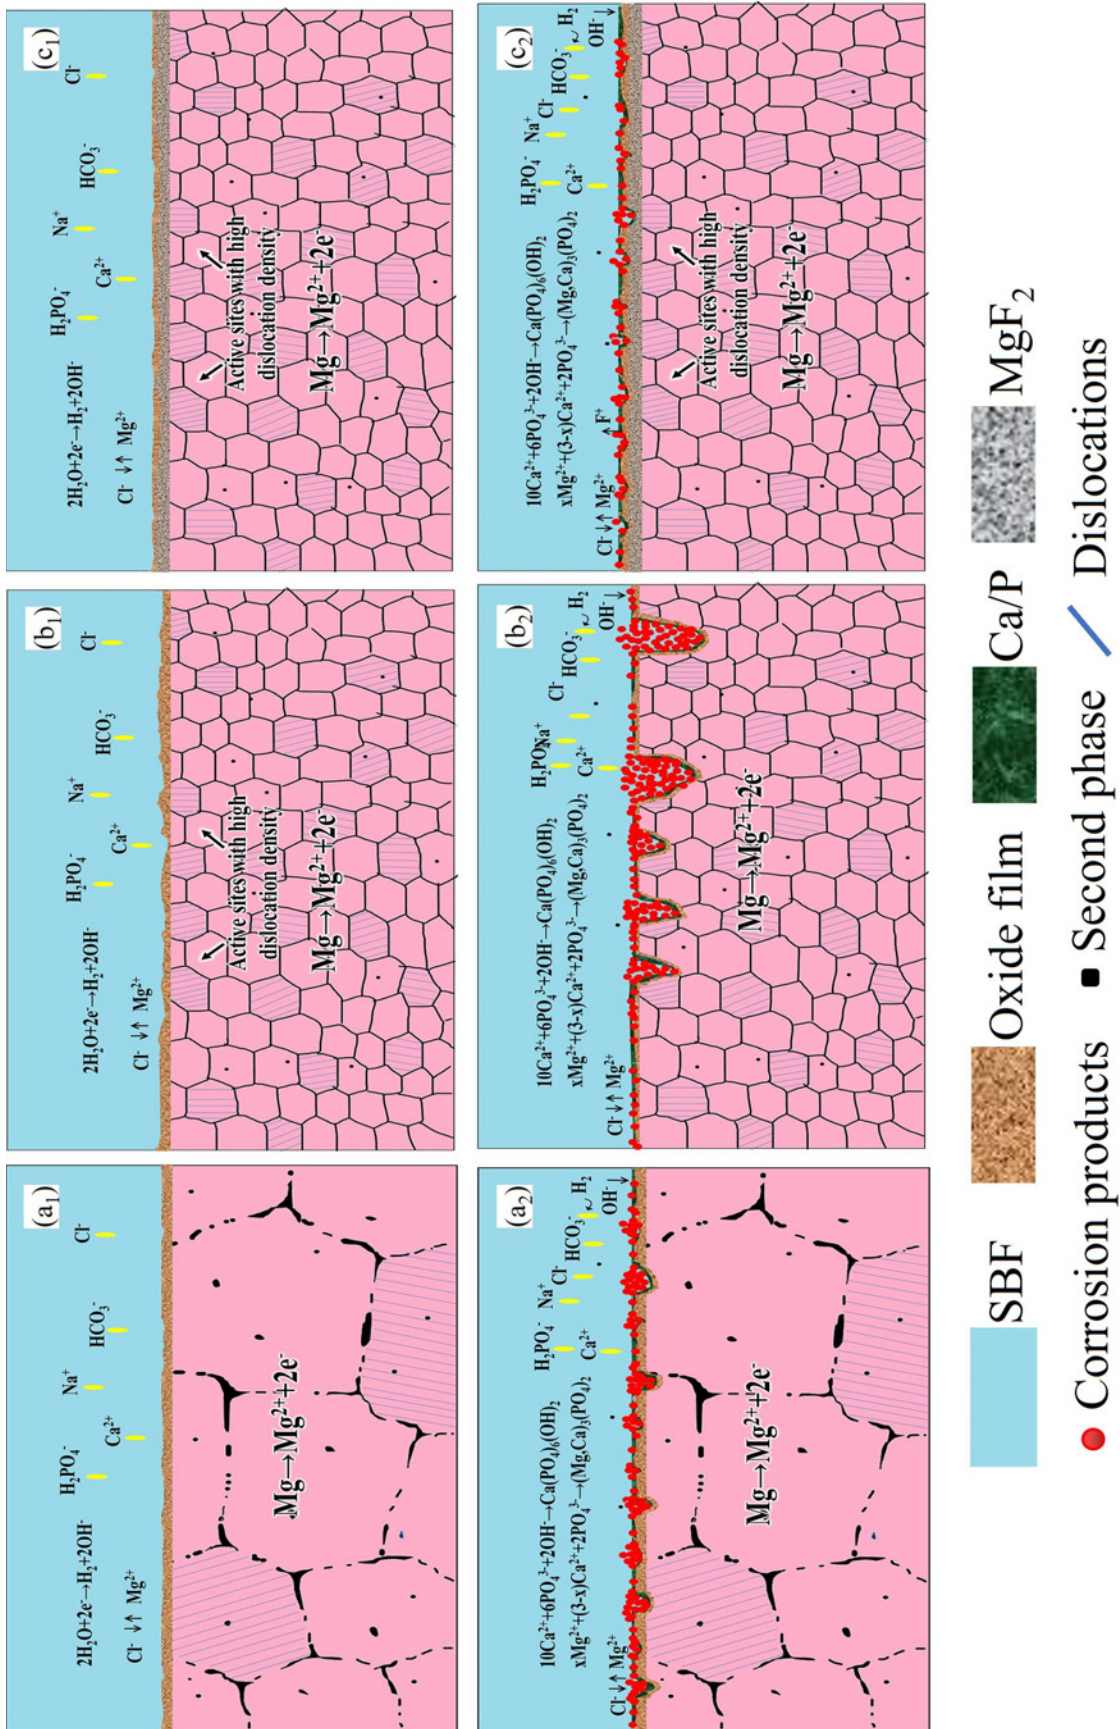 (a₁)
H₂PO₄⁻
Ca²⁺
Na⁺
HCO₃⁻
Cl⁻
2H₂O+2e⁻→H₂+2OH⁻
Cl⁻ ↓↑ Mg²⁺
Mg→Mg²⁺+2e⁻
(b₁)
H₂PO₄⁻
Ca²⁺
Na⁺
HCO₃⁻
Cl⁻
2H₂O+2e⁻→H₂+2OH⁻
Cl⁻ ↓↑ Mg²⁺
Active sites with high
dislocation density
Mg→Mg²⁺+2e⁻
(c₁)
H₂PO₄⁻
Ca²⁺
Na⁺
HCO₃⁻
Cl⁻
2H₂O+2e⁻→H₂+2OH⁻
Cl⁻ ↓↑ Mg²⁺
Active sites with high
dislocation density
Mg→Mg²⁺+2e⁻
(a₂)
H₂PO₄⁻
Ca²⁺
Na⁺
Cl⁻
HCO₃⁻
H₂
OH⁻
10Ca²⁺+6PO₄³⁻+2OH⁻→Ca(PO₄)₆(OH)₂
xMg²⁺+(3-x)Ca²⁺+2PO₄³⁻→(Mg,Ca)₃(PO₄)₂
Cl⁻ ↓↑ Mg²⁺
Mg→Mg²⁺+2e⁻
(b₂)
H₂PO₄
Na⁺
Ca²⁺
Cl⁻
HCO₃⁻
H₂
OH⁻
10Ca²⁺+6PO₄³⁻+2OH⁻→Ca(PO₄)₆(OH)₂
xMg²⁺+(3-x)Ca²⁺+2PO₄³⁻→(Mg,Ca)₃(PO₄)₂
Cl⁻ ↓↑ Mg²⁺
Mg→Mg²⁺+2e⁻
(c₂)
H₂PO₄⁻
Ca²⁺
Na⁺
Cl⁻
HCO₃⁻
H₂
OH⁻
10Ca²⁺+6PO₄³⁻+2OH⁻→Ca(PO₄)₆(OH)₂
xMg²⁺+(3-x)Ca²⁺+2PO₄³⁻→(Mg,Ca)₃(PO₄)₂
Cl⁻ ↓↑ Mg²⁺
↑ F⁺
Active sites with high
dislocation density
Mg→Mg²⁺+2e⁻
SBF Oxide film Ca/P MgF₂
Corrosion products Second phase Dislocations